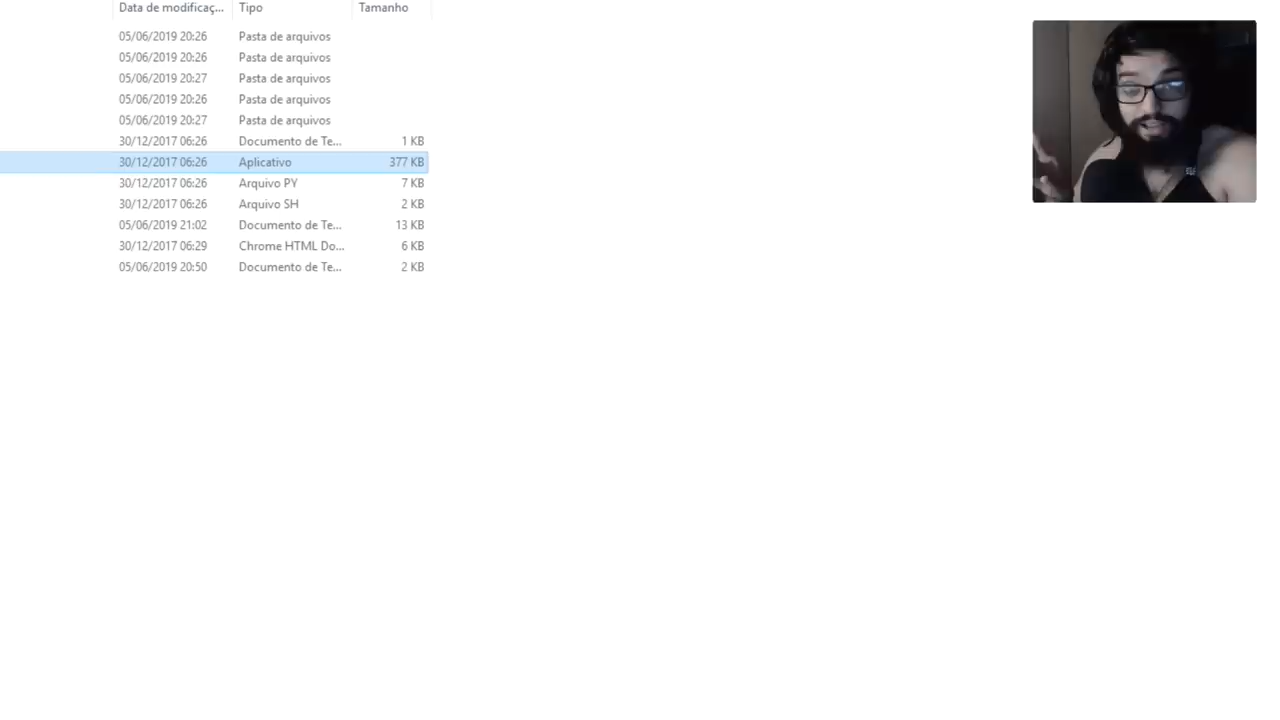 Data de modificaç... Tipo Tamanho
05/06/2019 20:26 Pasta de arquivos
05/06/2019 20:26 Pasta de arquivos
05/06/2019 20:27 Pasta de arquivos
05/06/2019 20:26 Pasta de arquivos
05/06/2019 20:27 Pasta de arquivos
30/12/2017 06:26 Documento de Te... 1 KB
30/12/2017 06:26 Aplicativo 377 KB
30/12/2017 06:26 Arquivo PY 7 KB
30/12/2017 06:26 Arquivo SH 2 KB
05/06/2019 21:02 Documento de Te... 13 KB
30/12/2017 06:29 Chrome HTML Do... 6 KB
05/06/2019 20:50 Documento de Te... 2 KB